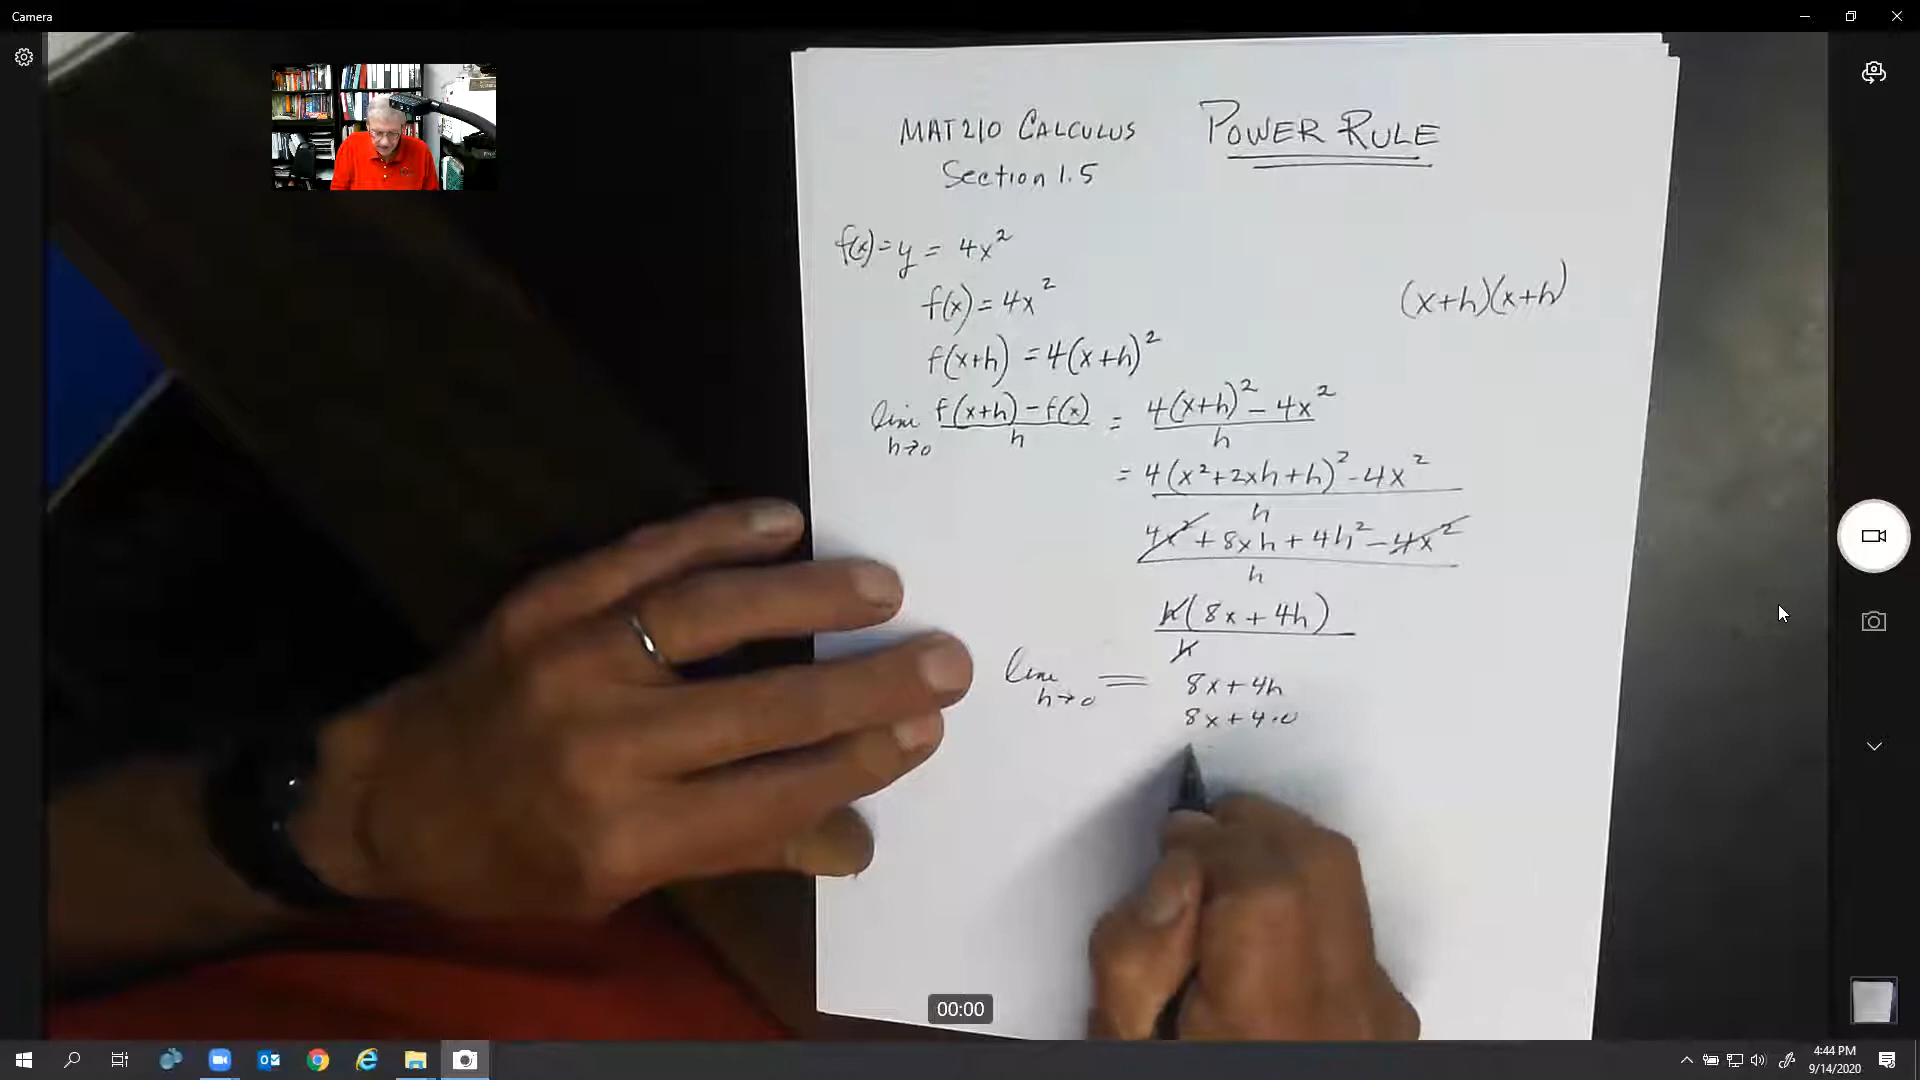 Camera
MAT210 CALCULUS POWER RULE
Section 1.5
f(x) = y = 4x²
(x+h)(x+h)
f(x) = 4x²
f(x+h) = 4(x+h)²
lim h→0 f(x+h) - f(x) / h = 4(x+h)² - 4x² / h
= 4(x²+2xh+h)² - 4x² / h
4x² + 8xh + 4h² - 4x² / h
h(8x + 4h) / h
lim h→0 = 8x + 4h
8x + 4·0
00:00
4:44 PM
9/14/2020